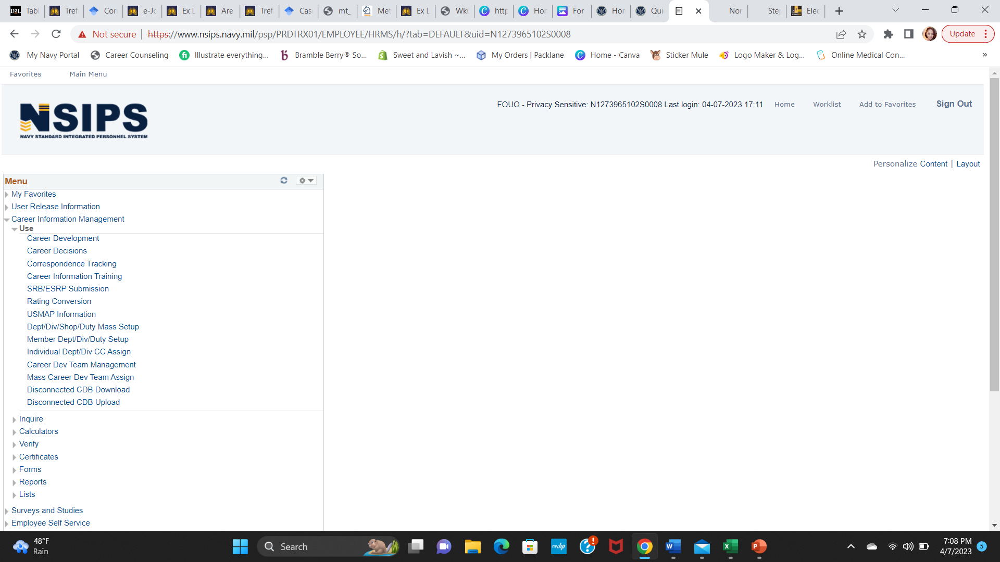 D2L Tabl Tref Con e-Jc Ex L Are Tref Cas mt_ Met Ex L Wk( http Hor For Hor Quic Nor Step Elec
Not secure https://www.nsips.navy.mil/psp/PRDTRX01/EMPLOYEE/HRMS/h/?tab=DEFAULT&uid=N1273965102S0008 Update
My Navy Portal Career Counseling Illustrate everything... Bramble Berry® So... Sweet and Lavish ~... My Orders | Packlane Home - Canva Sticker Mule Logo Maker & Log... Online Medical Con... »
Favorites Main Menu
FOUO - Privacy Sensitive: N1273965102S0008 Last login: 04-07-2023 17:11 Home Worklist Add to Favorites Sign Out
NSIPS
NAVY STANDARD INTEGRATED PERSONNEL SYSTEM
Personalize Content | Layout
Menu
My Favorites
User Release Information
Career Information Management
Use
Career Development
Career Decisions
Correspondence Tracking
Career Information Training
SRB/ESRP Submission
Rating Conversion
USMAP Information
Dept/Div/Shop/Duty Mass Setup
Member Dept/Div/Duty Setup
Individual Dept/Div CC Assign
Career Dev Team Management
Mass Career Dev Team Assign
Disconnected CDB Download
Disconnected CDB Upload
Inquire
Calculators
Verify
Certificates
Forms
Reports
Lists
Surveys and Studies
Employee Self Service
48°F
Rain
Search
myhp
7:08 PM
4/7/2023
5